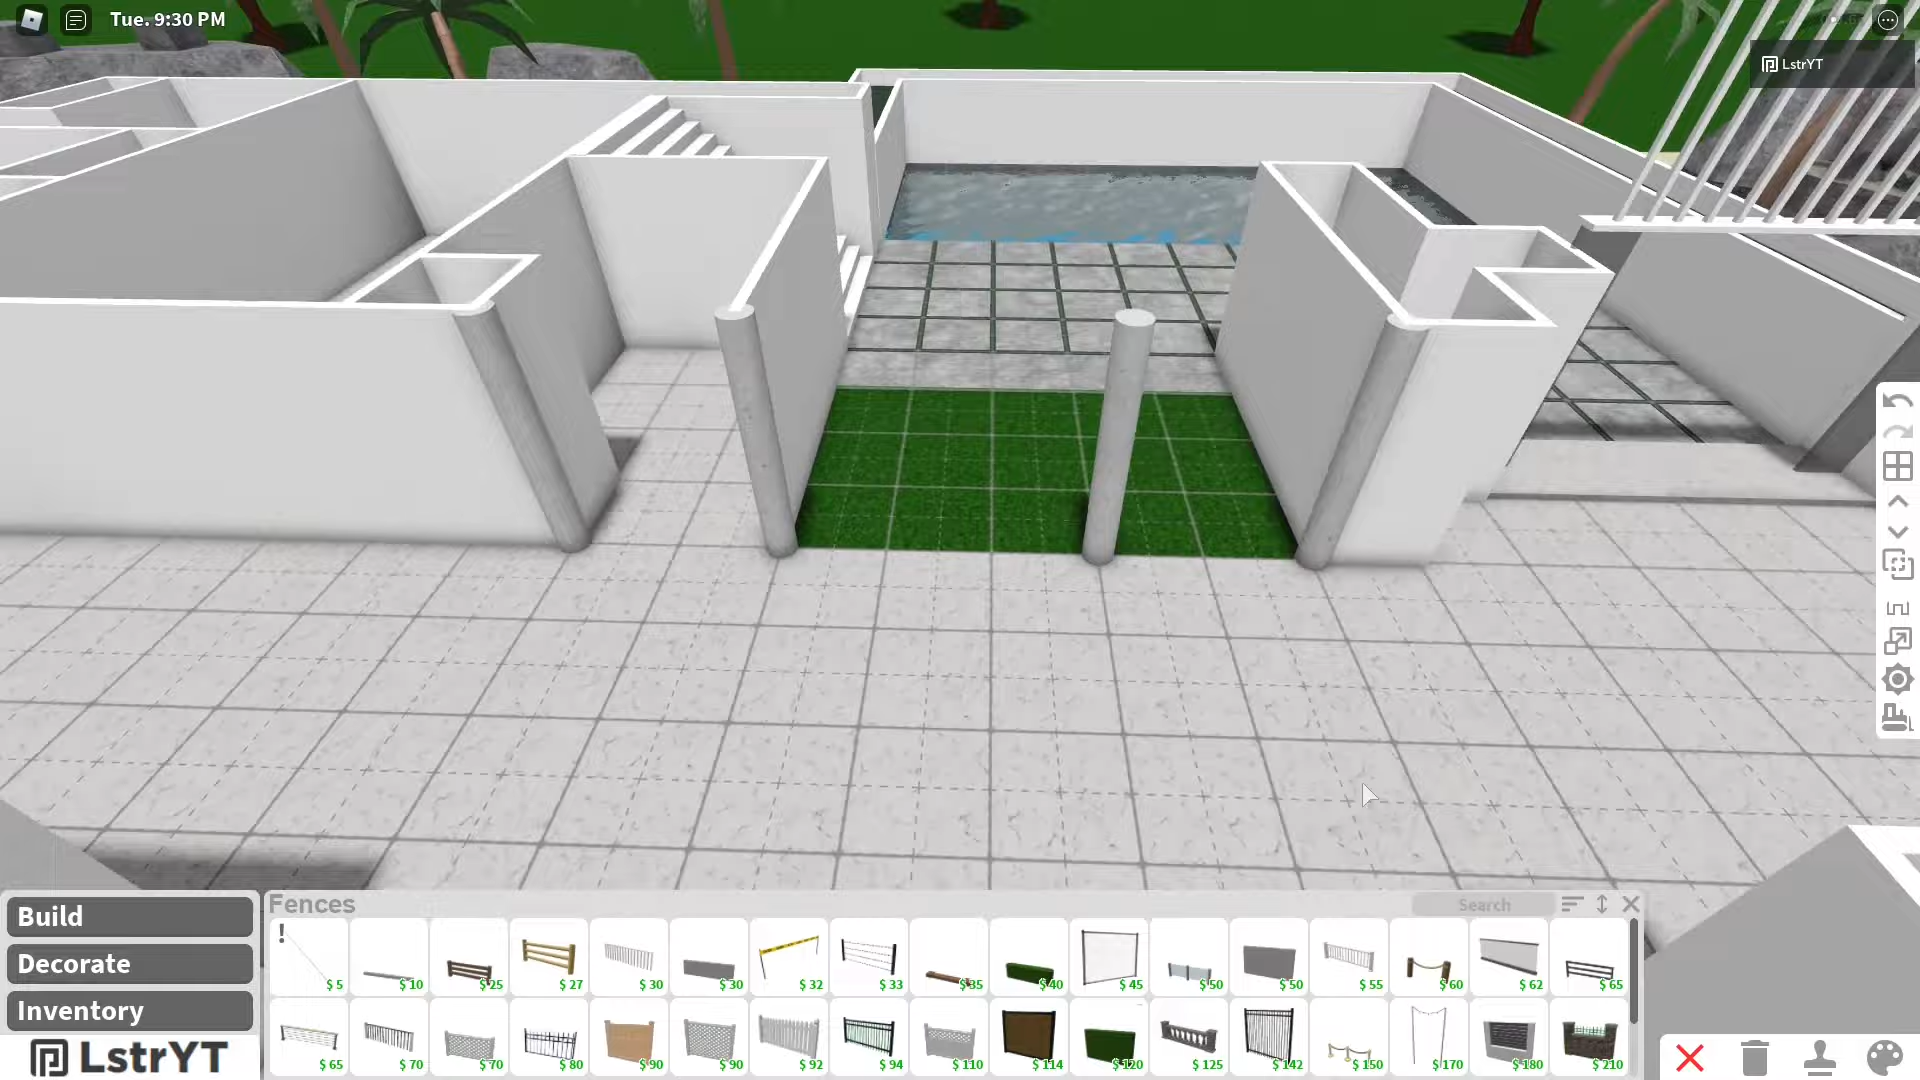 Tue. 9:30 PM
LstrYT
Build
Decorate
Inventory
LstrYT
Fences
Search
! $ 5 $ 10 $ 25 $ 27 $ 30 $ 30 $ 32 $ 33 $ 35 $ 40 $ 45 $ 50 $ 50 $ 55 $ 60 $ 62 $ 65
$ 65 $ 70 $ 70 $ 80 $ 90 $ 90 $ 92 $ 94 $ 110 $ 114 $ 120 $ 125 $ 142 $ 150 $ 170 $ 180 $ 210